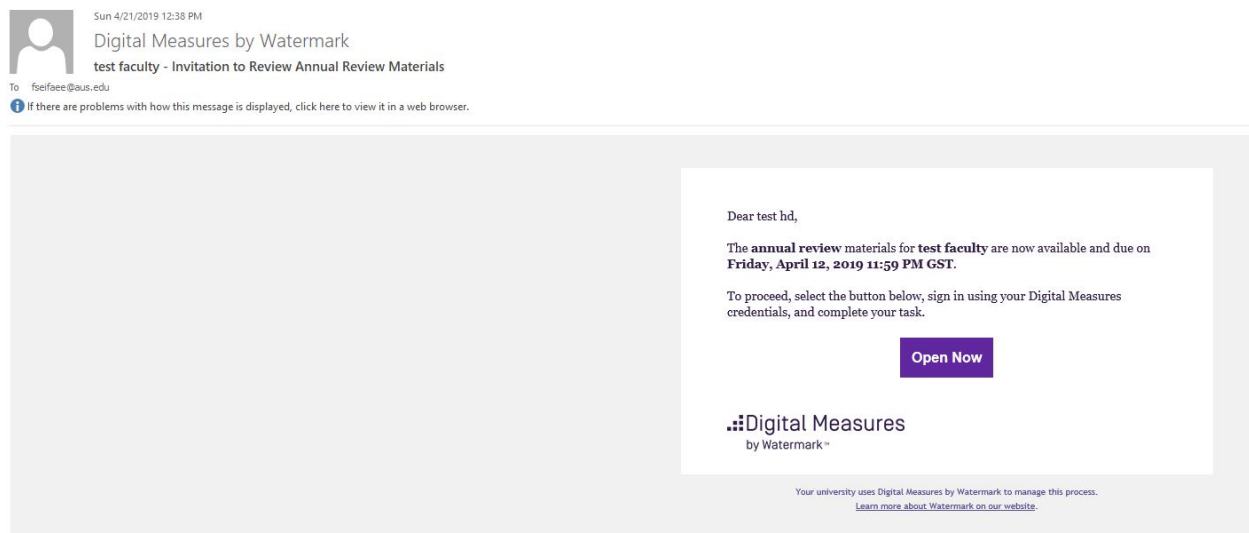 Sun 4/21/2019 12:38 PM
Digital Measures by Watermark
test faculty - Invitation to Review Annual Review Materials
To fseifaee@aus.edu
If there are problems with how this message is displayed, click here to view it in a web browser.
Dear test hd,
The annual review materials for test faculty are now available and due on
Friday, April 12, 2019 11:59 PM GST.
To proceed, select the button below, sign in using your Digital Measures
credentials, and complete your task.
Open Now
Digital Measures
by Watermark™
Your university uses Digital Measures by Watermark to manage this process.
Learn more about Watermark on our website.